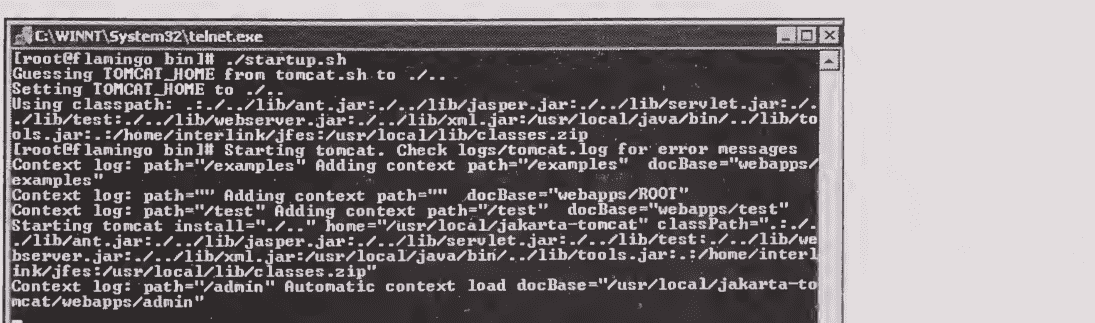 C:\WINNT\System32\telnet.exe
[root@flamingo bin]# ./startup.sh
Guessing TOMCAT_HOME from tomcat.sh to ./..
Setting TOMCAT_HOME to ./..
Using classpath: .:./../lib/ant.jar:./../lib/jasper.jar:./../lib/servlet.jar:./.
./lib/test:./../lib/webserver.jar:./../lib/xml.jar:/usr/local/java/bin/../lib/to
ols.jar:.:/home/interlink/jfes:/usr/local/lib/classes.zip
[root@flamingo bin]# Starting tomcat. Check logs/tomcat.log for error messages
Context log: path="/examples" Adding context path="/examples"  docBase="webapps/
examples"
Context log: path="" Adding context path=""  docBase="webapps/ROOT"
Context log: path="/test" Adding context path="/test"  docBase="webapps/test"
Starting tomcat install="./.." home="/usr/local/jakarta-tomcat" classPath=".:./.
./lib/ant.jar:./../lib/jasper.jar:./../lib/servlet.jar:./../lib/test:./../lib/we
bserver.jar:./../lib/xml.jar:/usr/local/java/bin/../lib/tools.jar:.:/home/interl
ink/jfes:/usr/local/lib/classes.zip"
Context log: path="/admin" Automatic context load docBase="/usr/local/jakarta-to
mcat/webapps/admin"